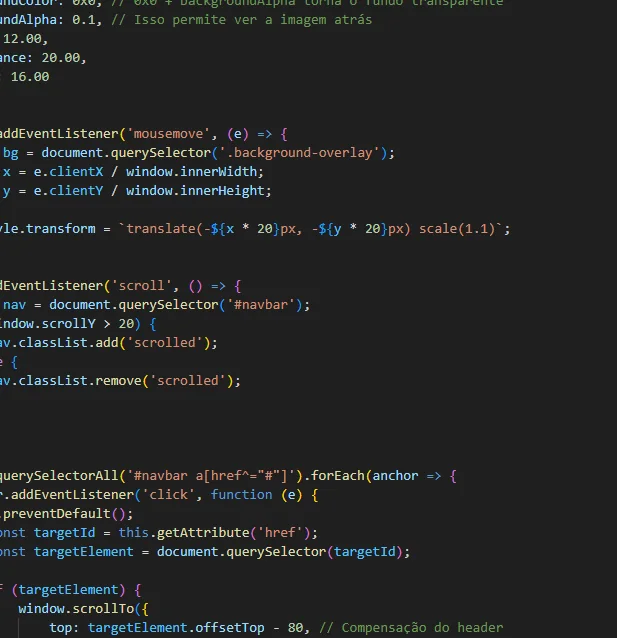 undColor: 0x0, // 0x0 + backgroundAlpha torna o fundo transparente
undAlpha: 0.1, // Isso permite ver a imagem atrás
12.00,
ance: 20.00,
: 16.00
addEventListener('mousemove', (e) => {
bg = document.querySelector('.background-overlay');
x = e.clientX / window.innerWidth;
y = e.clientY / window.innerHeight;
yle.transform = `translate(-${x * 20}px, -${y * 20}px) scale(1.1)`;
dEventListener('scroll', () => {
nav = document.querySelector('#navbar');
indow.scrollY > 20) {
av.classList.add('scrolled');
e {
av.classList.remove('scrolled');
querySelectorAll('#navbar a[href^="#"]').forEach(anchor => {
r.addEventListener('click', function (e) {
.preventDefault();
onst targetId = this.getAttribute('href');
onst targetElement = document.querySelector(targetId);
f (targetElement) {
window.scrollTo({
top: targetElement.offsetTop - 80, // Compensação do header